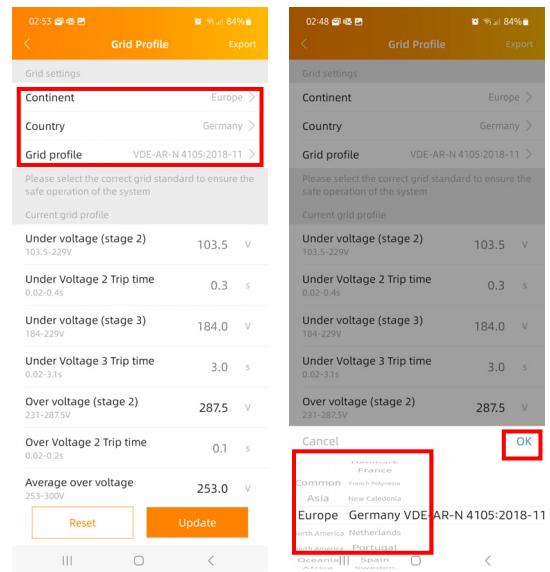 02:53
84%
Grid Profile
Export
Grid settings
Continent
Europe
Country
Germany
Grid profile
VDE-AR-N 4105:2018-11
Please select the correct grid standard to ensure the
safe operation of the system
Current grid profile
Under voltage (stage 2)
103.5-229V
103.5 V
Under Voltage 2 Trip time
0.02-0.4s
0.3 s
Under voltage (stage 3)
184-229V
184.0 V
Under Voltage 3 Trip time
0.02-3.1s
3.0 s
Over voltage (stage 2)
231-287.5V
287.5 V
Over Voltage 2 Trip time
0.02-0.2s
0.1 s
Average over voltage
253-300V
253.0 V
Reset
Update
02:48
84%
Grid Profile
Export
Grid settings
Continent
Europe
Country
Germany
Grid profile
VDE-AR-N 4105:2018-11
Please select the correct grid standard to ensure the
safe operation of the system
Current grid profile
Under voltage (stage 2)
103.5-229V
103.5 V
Under Voltage 2 Trip time
0.02-0.4s
0.3 s
Under voltage (stage 3)
184-229V
184.0 V
Under Voltage 3 Trip time
0.02-3.1s
3.0 s
Over voltage (stage 2)
231-287.5V
287.5 V
Cancel
OK
Denmark
France
Common French Polynesia
Asia New Caledonia
Europe Germany VDE-AR-N 4105:2018-11
North America Netherlands
South America Portugal
Oceania Spain
Africa Sweden